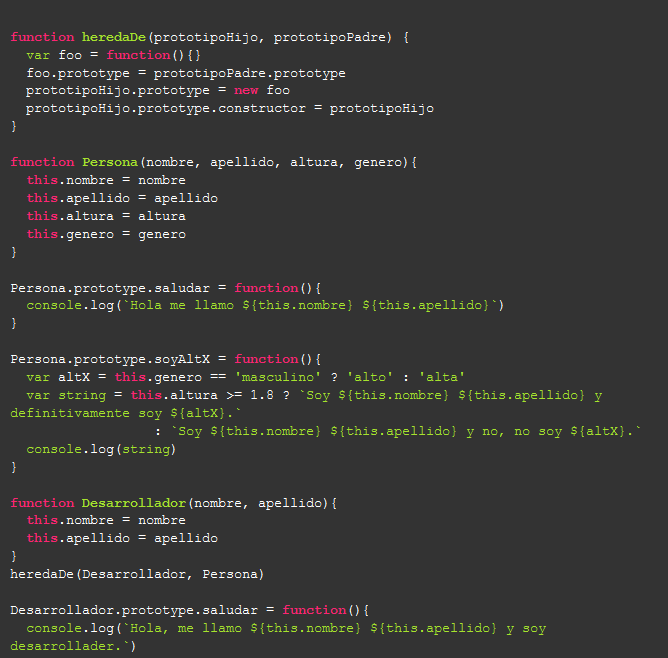 function heredaDe(prototipoHijo, prototipoPadre) {
  var foo = function(){}
  foo.prototype = prototipoPadre.prototype
  prototipoHijo.prototype = new foo
  prototipoHijo.prototype.constructor = prototipoHijo
}

function Persona(nombre, apellido, altura, genero){
  this.nombre = nombre
  this.apellido = apellido
  this.altura = altura
  this.genero = genero
}

Persona.prototype.saludar = function(){
  console.log(`Hola me llamo ${this.nombre} ${this.apellido}`)
}

Persona.prototype.soyAltX = function(){
  var altX = this.genero == 'masculino' ? 'alto' : 'alta'
  var string = this.altura >= 1.8 ? `Soy ${this.nombre} ${this.apellido} y
definitivamente soy ${altX}.`
                  : `Soy ${this.nombre} ${this.apellido} y no, no soy ${altX}.`
  console.log(string)
}

function Desarrollador(nombre, apellido){
  this.nombre = nombre
  this.apellido = apellido
}
heredaDe(Desarrollador, Persona)

Desarrollador.prototype.saludar = function(){
  console.log(`Hola, me llamo ${this.nombre} ${this.apellido} y soy
desarrollader.`)